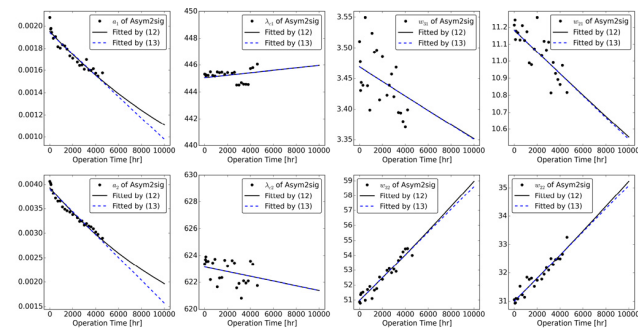 0.0020
0.0018
0.0016
0.0014
0.0012
0.0010
a₁ of Asym2sig
Fitted by (12)
Fitted by (13)
0 2000 4000 6000 8000 10000
Operation Time [hr]
450
445
440
435
λc1 of Asym2sig
Fitted by (12)
Fitted by (13)
0 2000 4000 6000 8000 10000
Operation Time [hr]
3.55
3.50
3.45
3.40
3.35
of Asym2sig
Fitted by (12)
Fitted by (13)
0 2000 4000 6000 8000 10000
Operation Time [hr]
11.2
11.1
11.0
10.9
10.8
10.7
10.6
10.5
of Asym2sig
Fitted by (12)
Fitted by (13)
0 2000 4000 6000 8000 10000
Operation Time [hr]
0.0040
0.0035
0.0030
0.0025
0.0020
0.0015
a₂ of Asym2sig
Fitted by (12)
Fitted by (13)
0 2000 4000 6000 8000 10000
Operation Time [hr]
630
628
626
624
622
620
λc2 of Asym2sig
Fitted by (12)
Fitted by (13)
0 2000 4000 6000 8000 10000
Operation Time [hr]
59
58
57
56
55
54
53
52
51
50
of Asym2sig
Fitted by (12)
Fitted by (13)
0 2000 4000 6000 8000 10000
Operation Time [hr]
35
34
33
32
31
of Asym2sig
Fitted by (12)
Fitted by (13)
0 2000 4000 6000 8000 10000
Operation Time [hr]